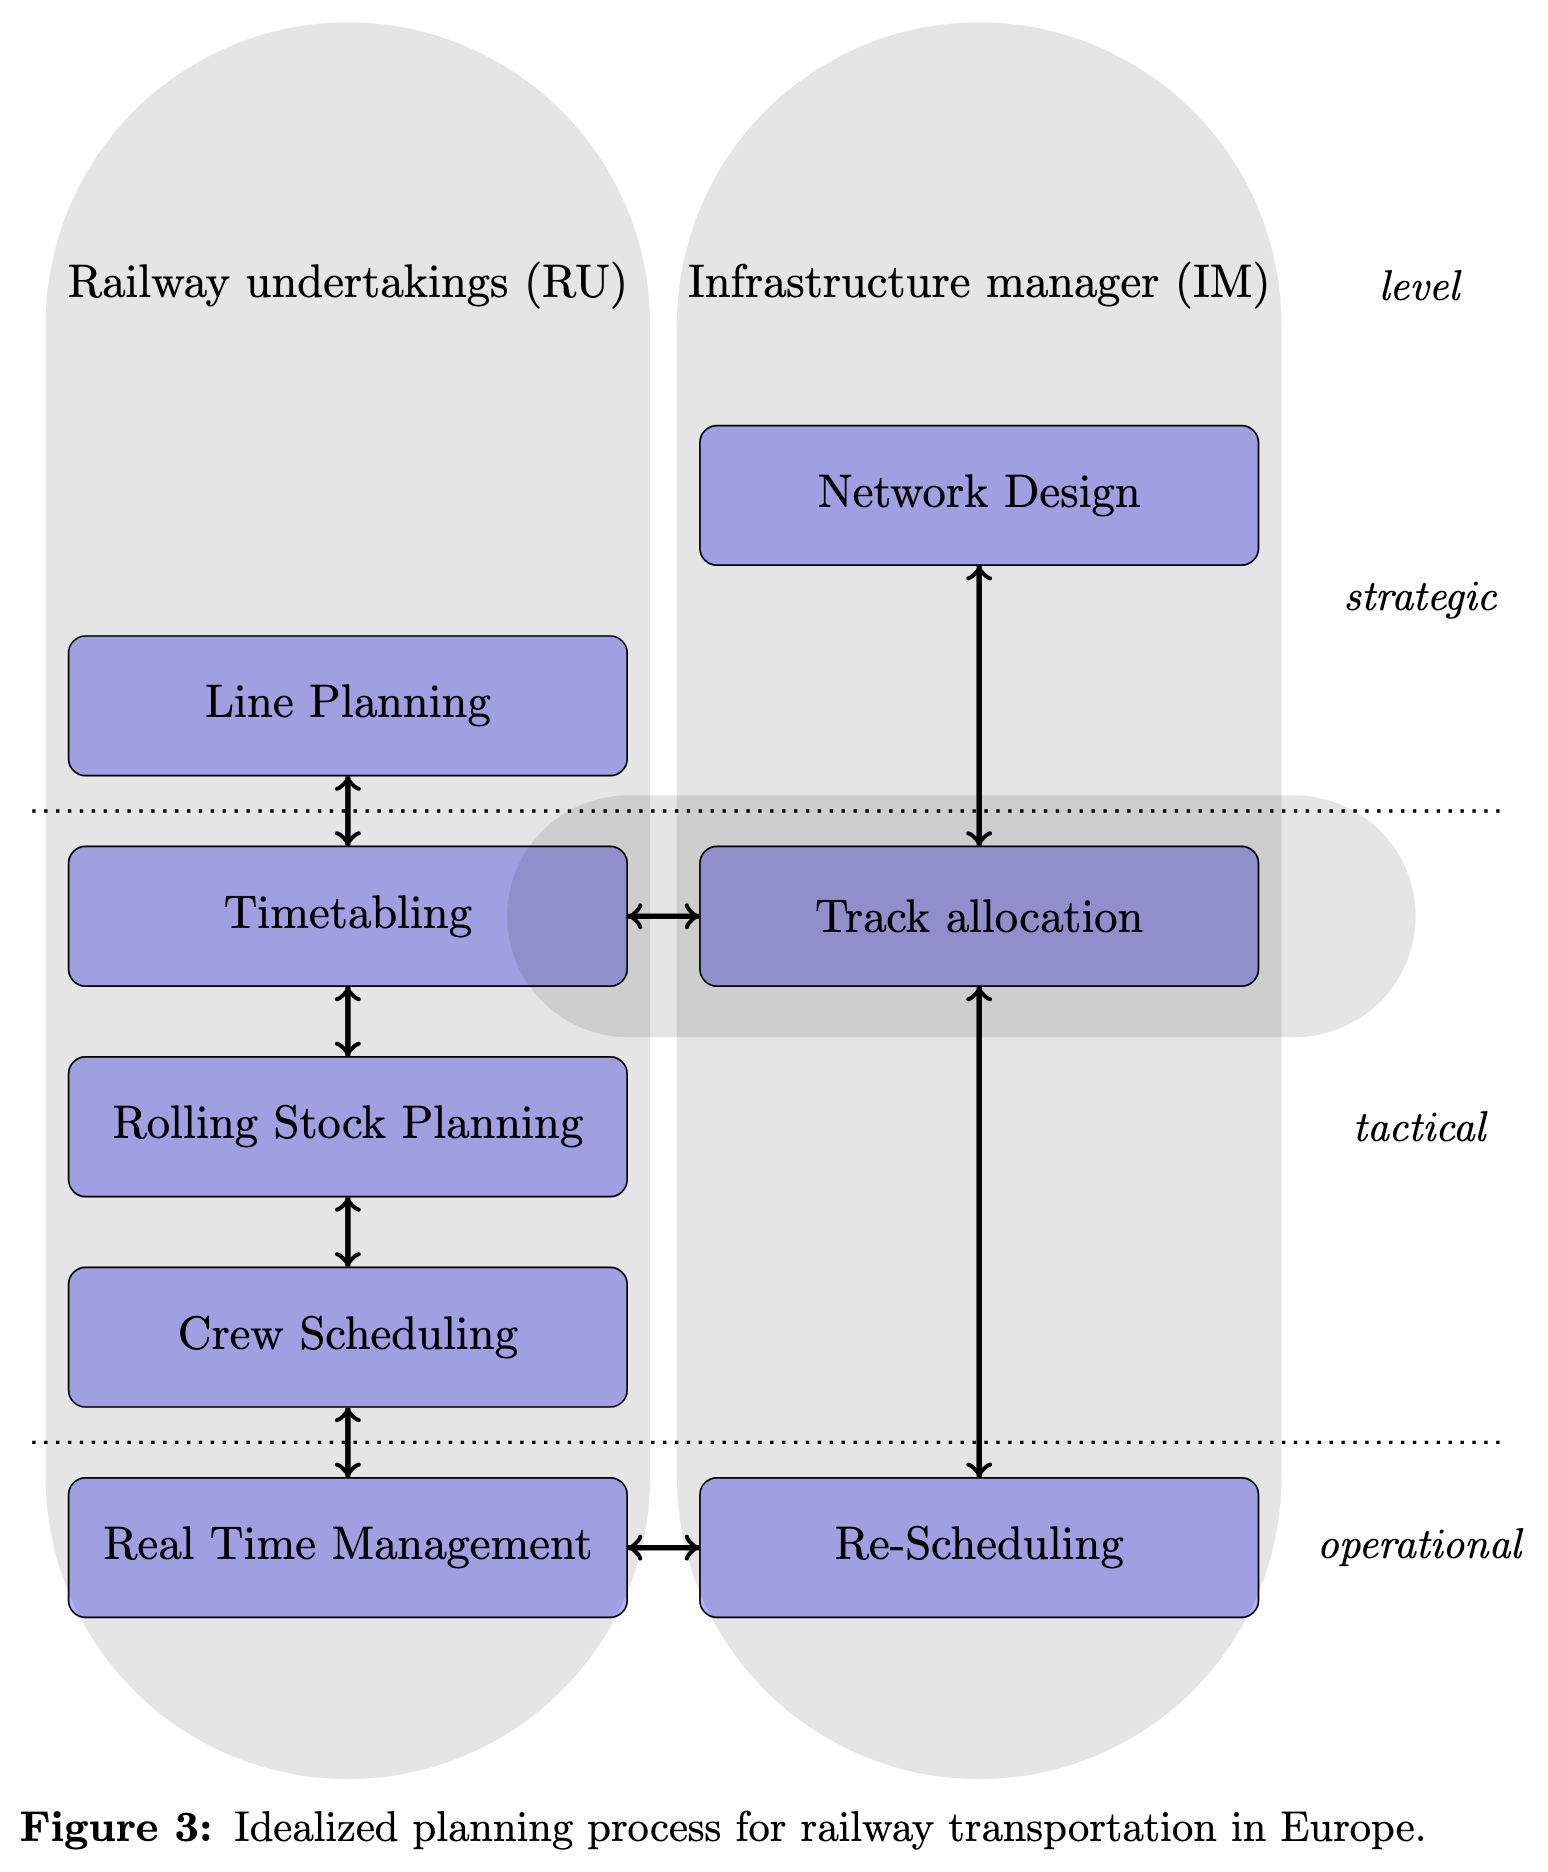 Railway undertakings (RU)
Infrastructure manager (IM)
level
Network Design
strategic
Line Planning
Timetabling
Track allocation
Rolling Stock Planning
tactical
Crew Scheduling
Real Time Management
Re-Scheduling
operational
Figure 3: Idealized planning process for railway transportation in Europe.